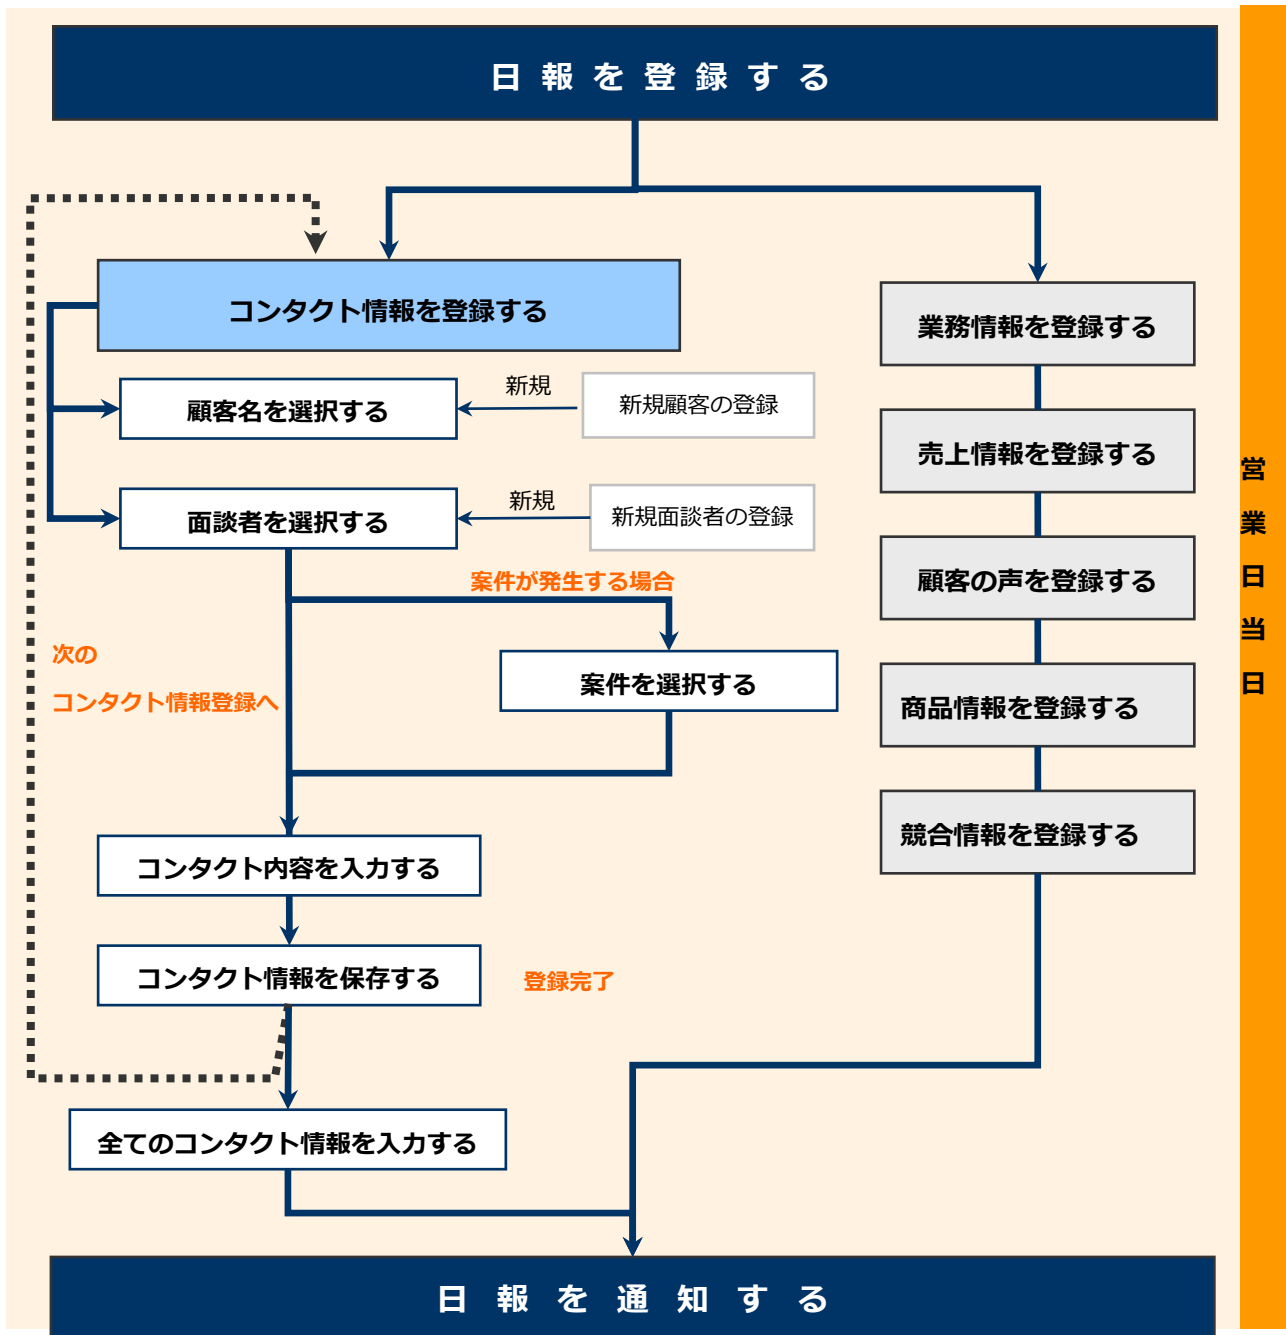 日報を登録する
コンタクト情報を登録する
業務情報を登録する
顧客名を選択する
新規
新規顧客の登録
売上情報を登録する
面談者を選択する
新規
新規面談者の登録
案件が発生する場合
顧客の声を登録する
次の
コンタクト情報登録へ
案件を選択する
商品情報を登録する
コンタクト内容を入力する
競合情報を登録する
コンタクト情報を保存する
登録完了
全てのコンタクト情報を入力する
日報を通知する
営
業
日
当
日